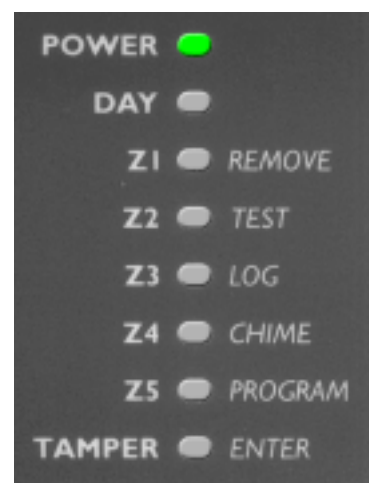 POWER
DAY
Z1 REMOVE
Z2 TEST
Z3 LOG
Z4 CHIME
Z5 PROGRAM
TAMPER ENTER